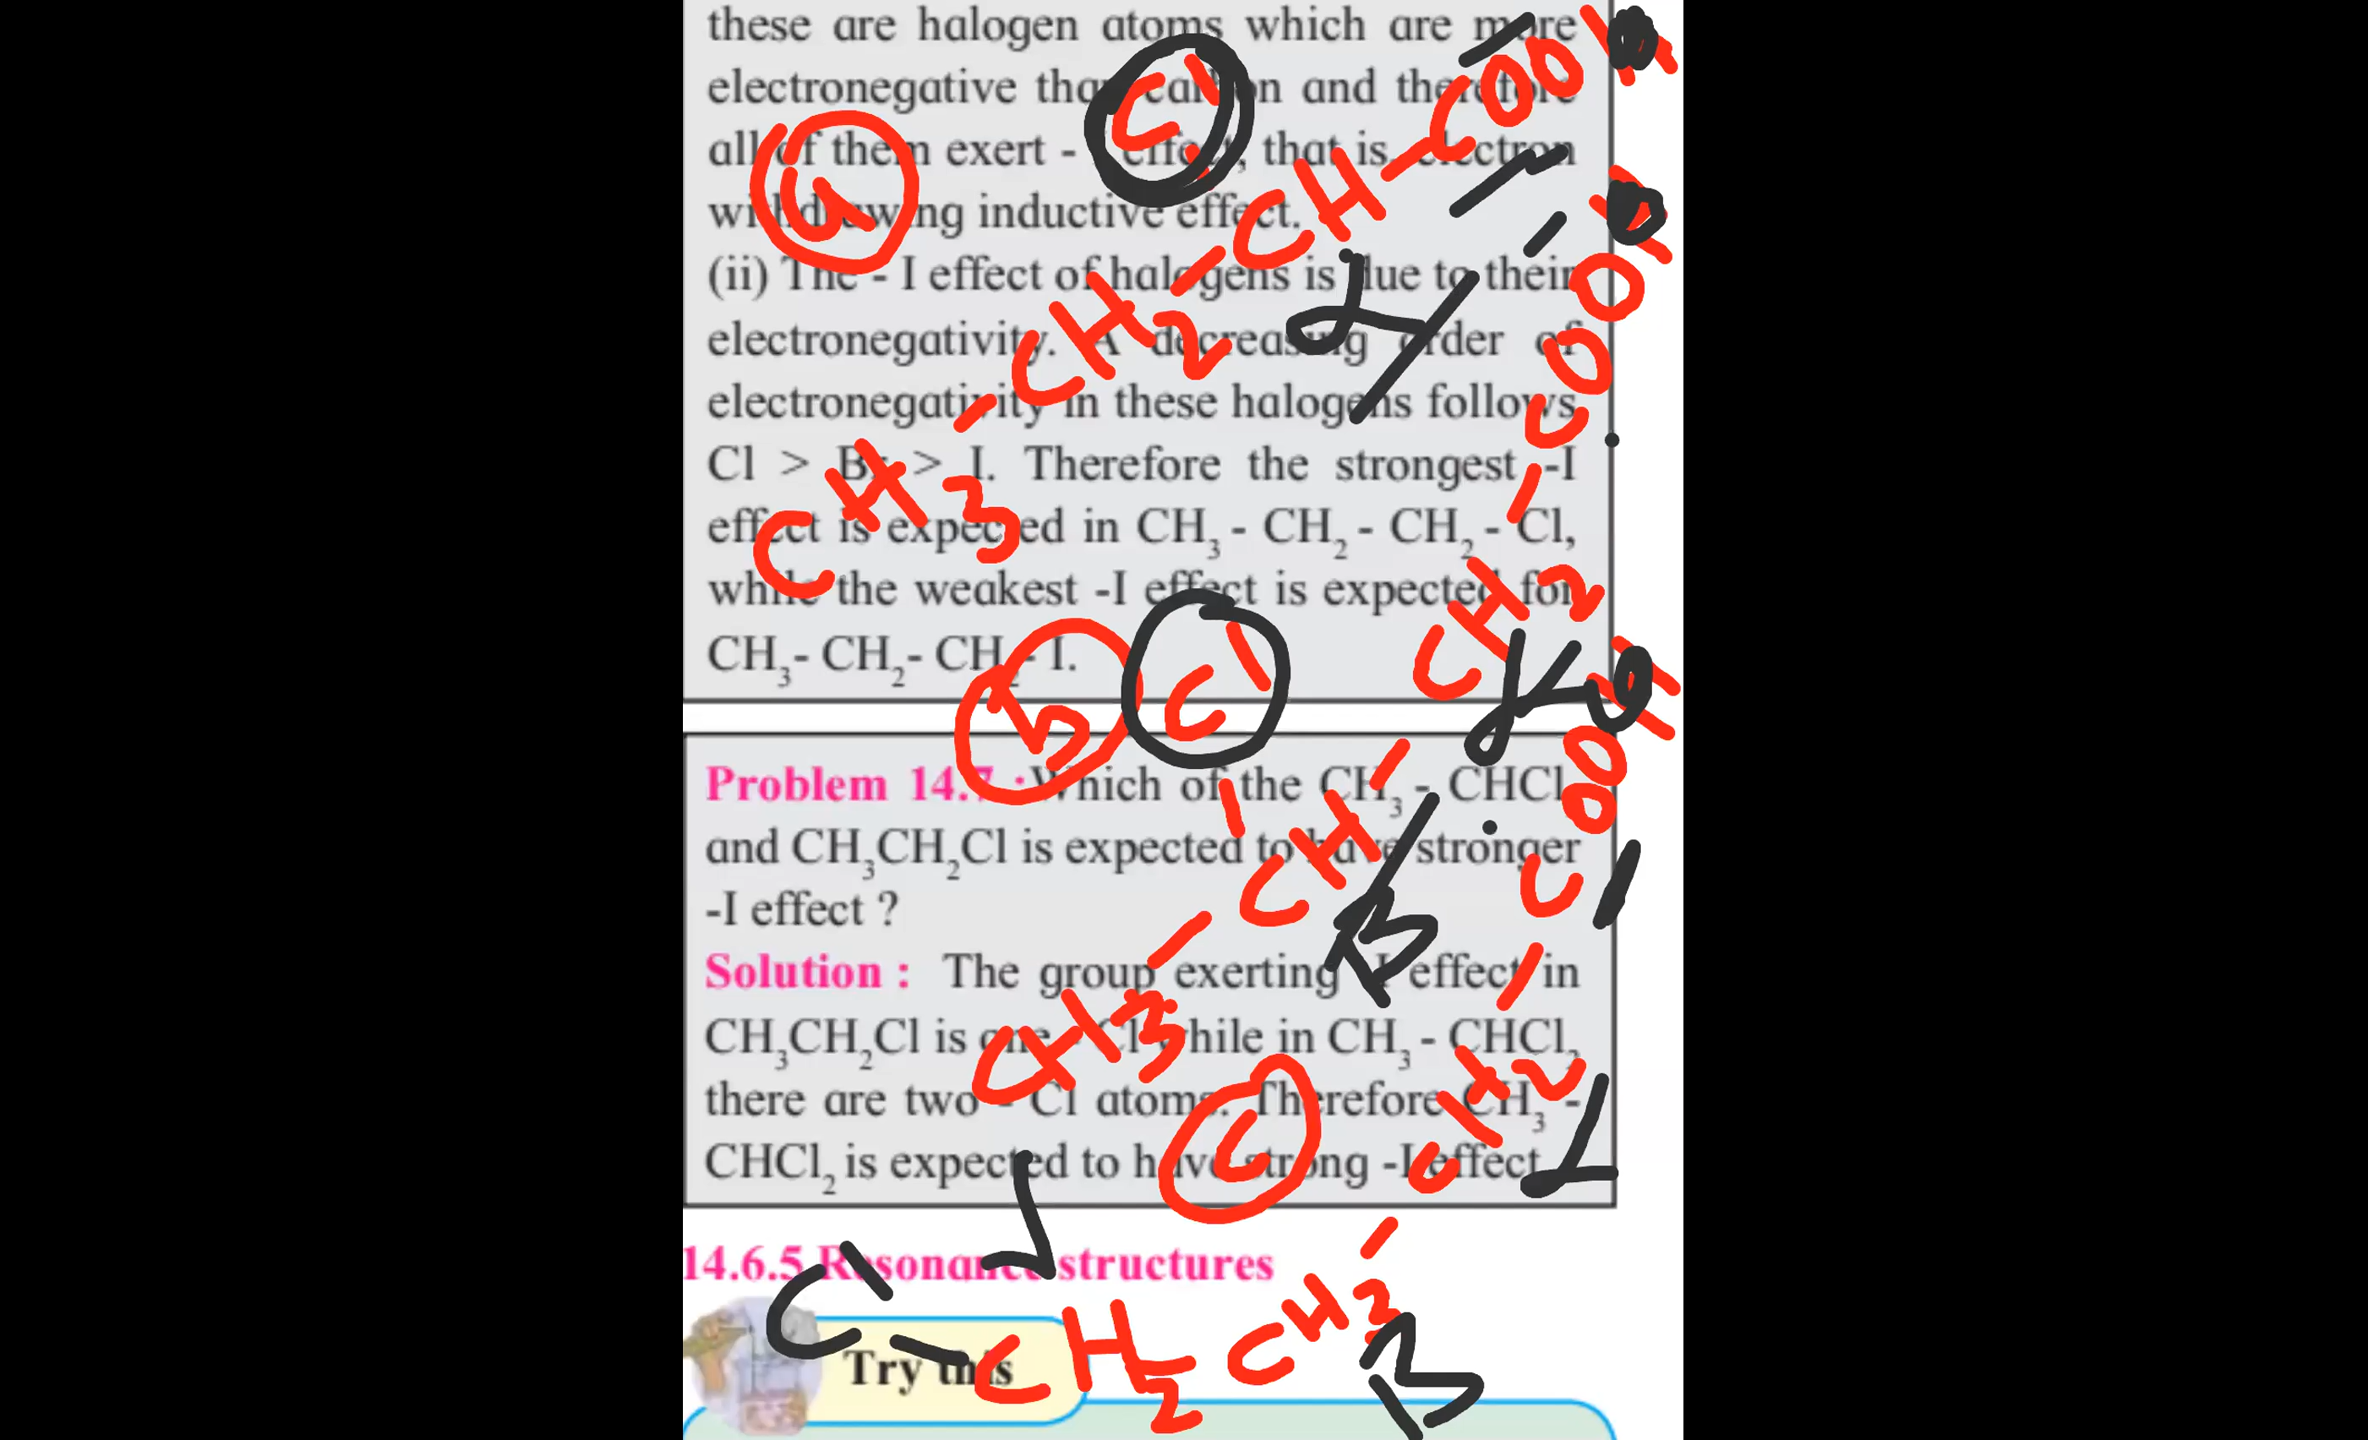 these are halogen atoms which are more
electronegative than carbon and therefore
all of them exert - effect, that is, electron
withdrawing inductive effect.
(ii) The - I effect of halogens is due to their
electronegativity. A decreasing order of
electronegativity in these halogens follows
Cl > Br > I. Therefore the strongest -I
effect is expected in CH₃ - CH₂ - CH₂ - Cl,
while the weakest -I effect is expected for
CH₃- CH₂- CH₂- I.
Problem 14.7 :Which of the CH₃ - CHCl₂
and CH₃CH₂Cl is expected to have stronger
-I effect ?
Solution : The group exerting -I effect in
CH₃CH₂Cl is one - Cl while in CH₃ - CHCl₂
there are two - Cl atoms. Therefore CH₃ -
CHCl₂ is expected to have strong -I effect
14.6.5 Resonance structures
Try this
a
CH3-CH2-CH-COOH
Cl
α
b
CH3-CH-CH2-COOH
Cl
β
c
CH2 CH2-CH2-COOH
Cl